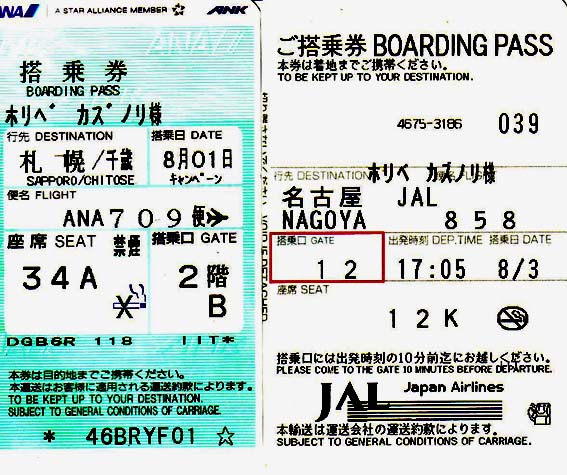 ANA A STAR ALLIANCE MEMBER ANK
搭乗券
BOARDING PASS
ホリベ カズノリ様
行先 DESTINATION 搭乗日 DATE
札幌/千歳 8月01日
SAPPORO/CHITOSE キャンペーン
便名 FLIGHT
ANA709便
座席 SEAT 禁煙席 搭乗口 GATE
34A 2階
B
DGB6R 118 IIT*
本券は目的地までご携帯ください。
本運送はお客様に適用される運送約款によります。
TO BE KEPT UP TO YOUR DESTINATION.
SUBJECT TO GENERAL CONDITIONS OF CARRIAGE.
* 46BRYF01 ☆
ご搭乗券 BOARDING PASS
本券は着地までご携帯ください。
TO BE KEPT UP TO YOUR DESTINATION.
4675-3186 039
ホリベ カズノリ様
行先 DESTINATION
名古屋 JAL
NAGOYA 858
搭乗口 GATE 出発時刻 DEP.TIME 搭乗日 DATE
12 17:05 8/3
座席 SEAT
12K
搭乗口には出発時刻の10分前迄にお越しください。
PLEASE COME TO THE GATE 10 MINUTES BEFORE DEPARTURE.
JAL Japan Airlines
本輸送は運送会社の運送約款によります。
SUBJECT TO GENERAL CONDITIONS OF CARRIAGE.